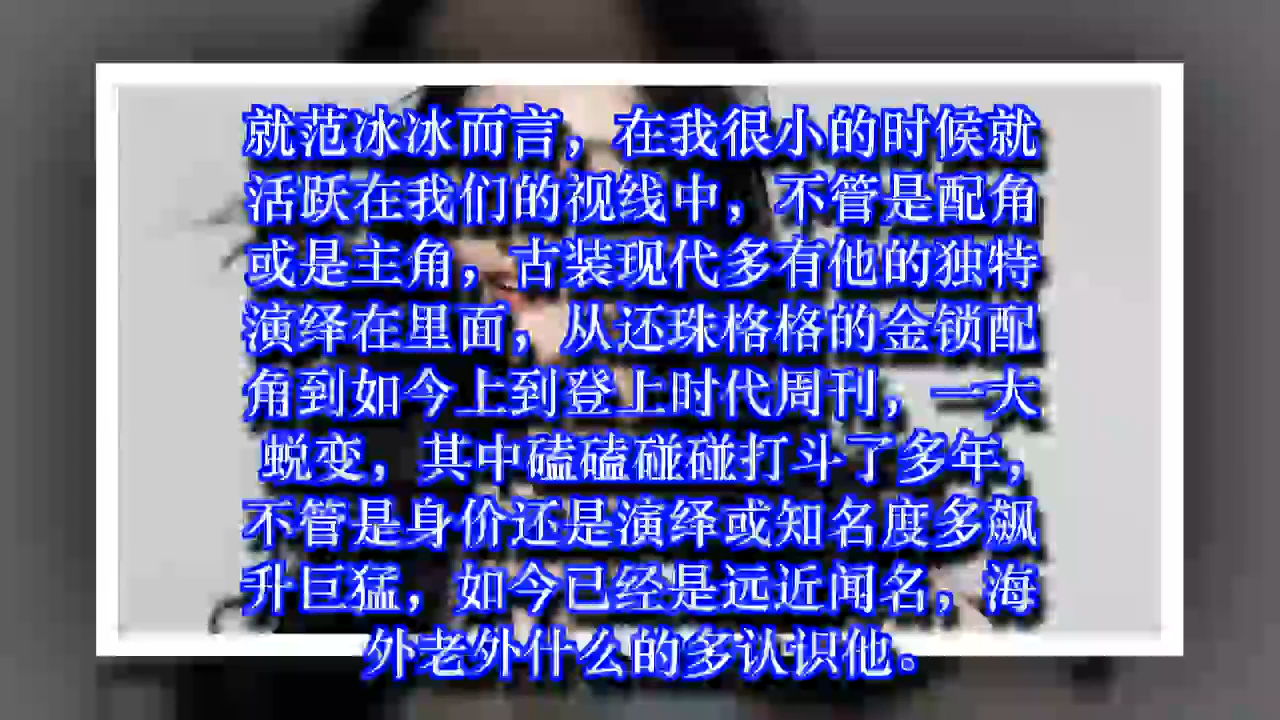 就范冰冰而言，在我很小的时候就
活跃在我们的视线中，不管是配角
或是主角，古装现代多有他的独特
演绎在里面，从还珠格格的金锁配
角到如今上到登上时代周刊，一大
蜕变，其中磕磕碰碰打斗了多年，
不管是身价还是演绎或知名度多飙
升巨猛，如今已经是远近闻名，海
外老外什么的多认识他。